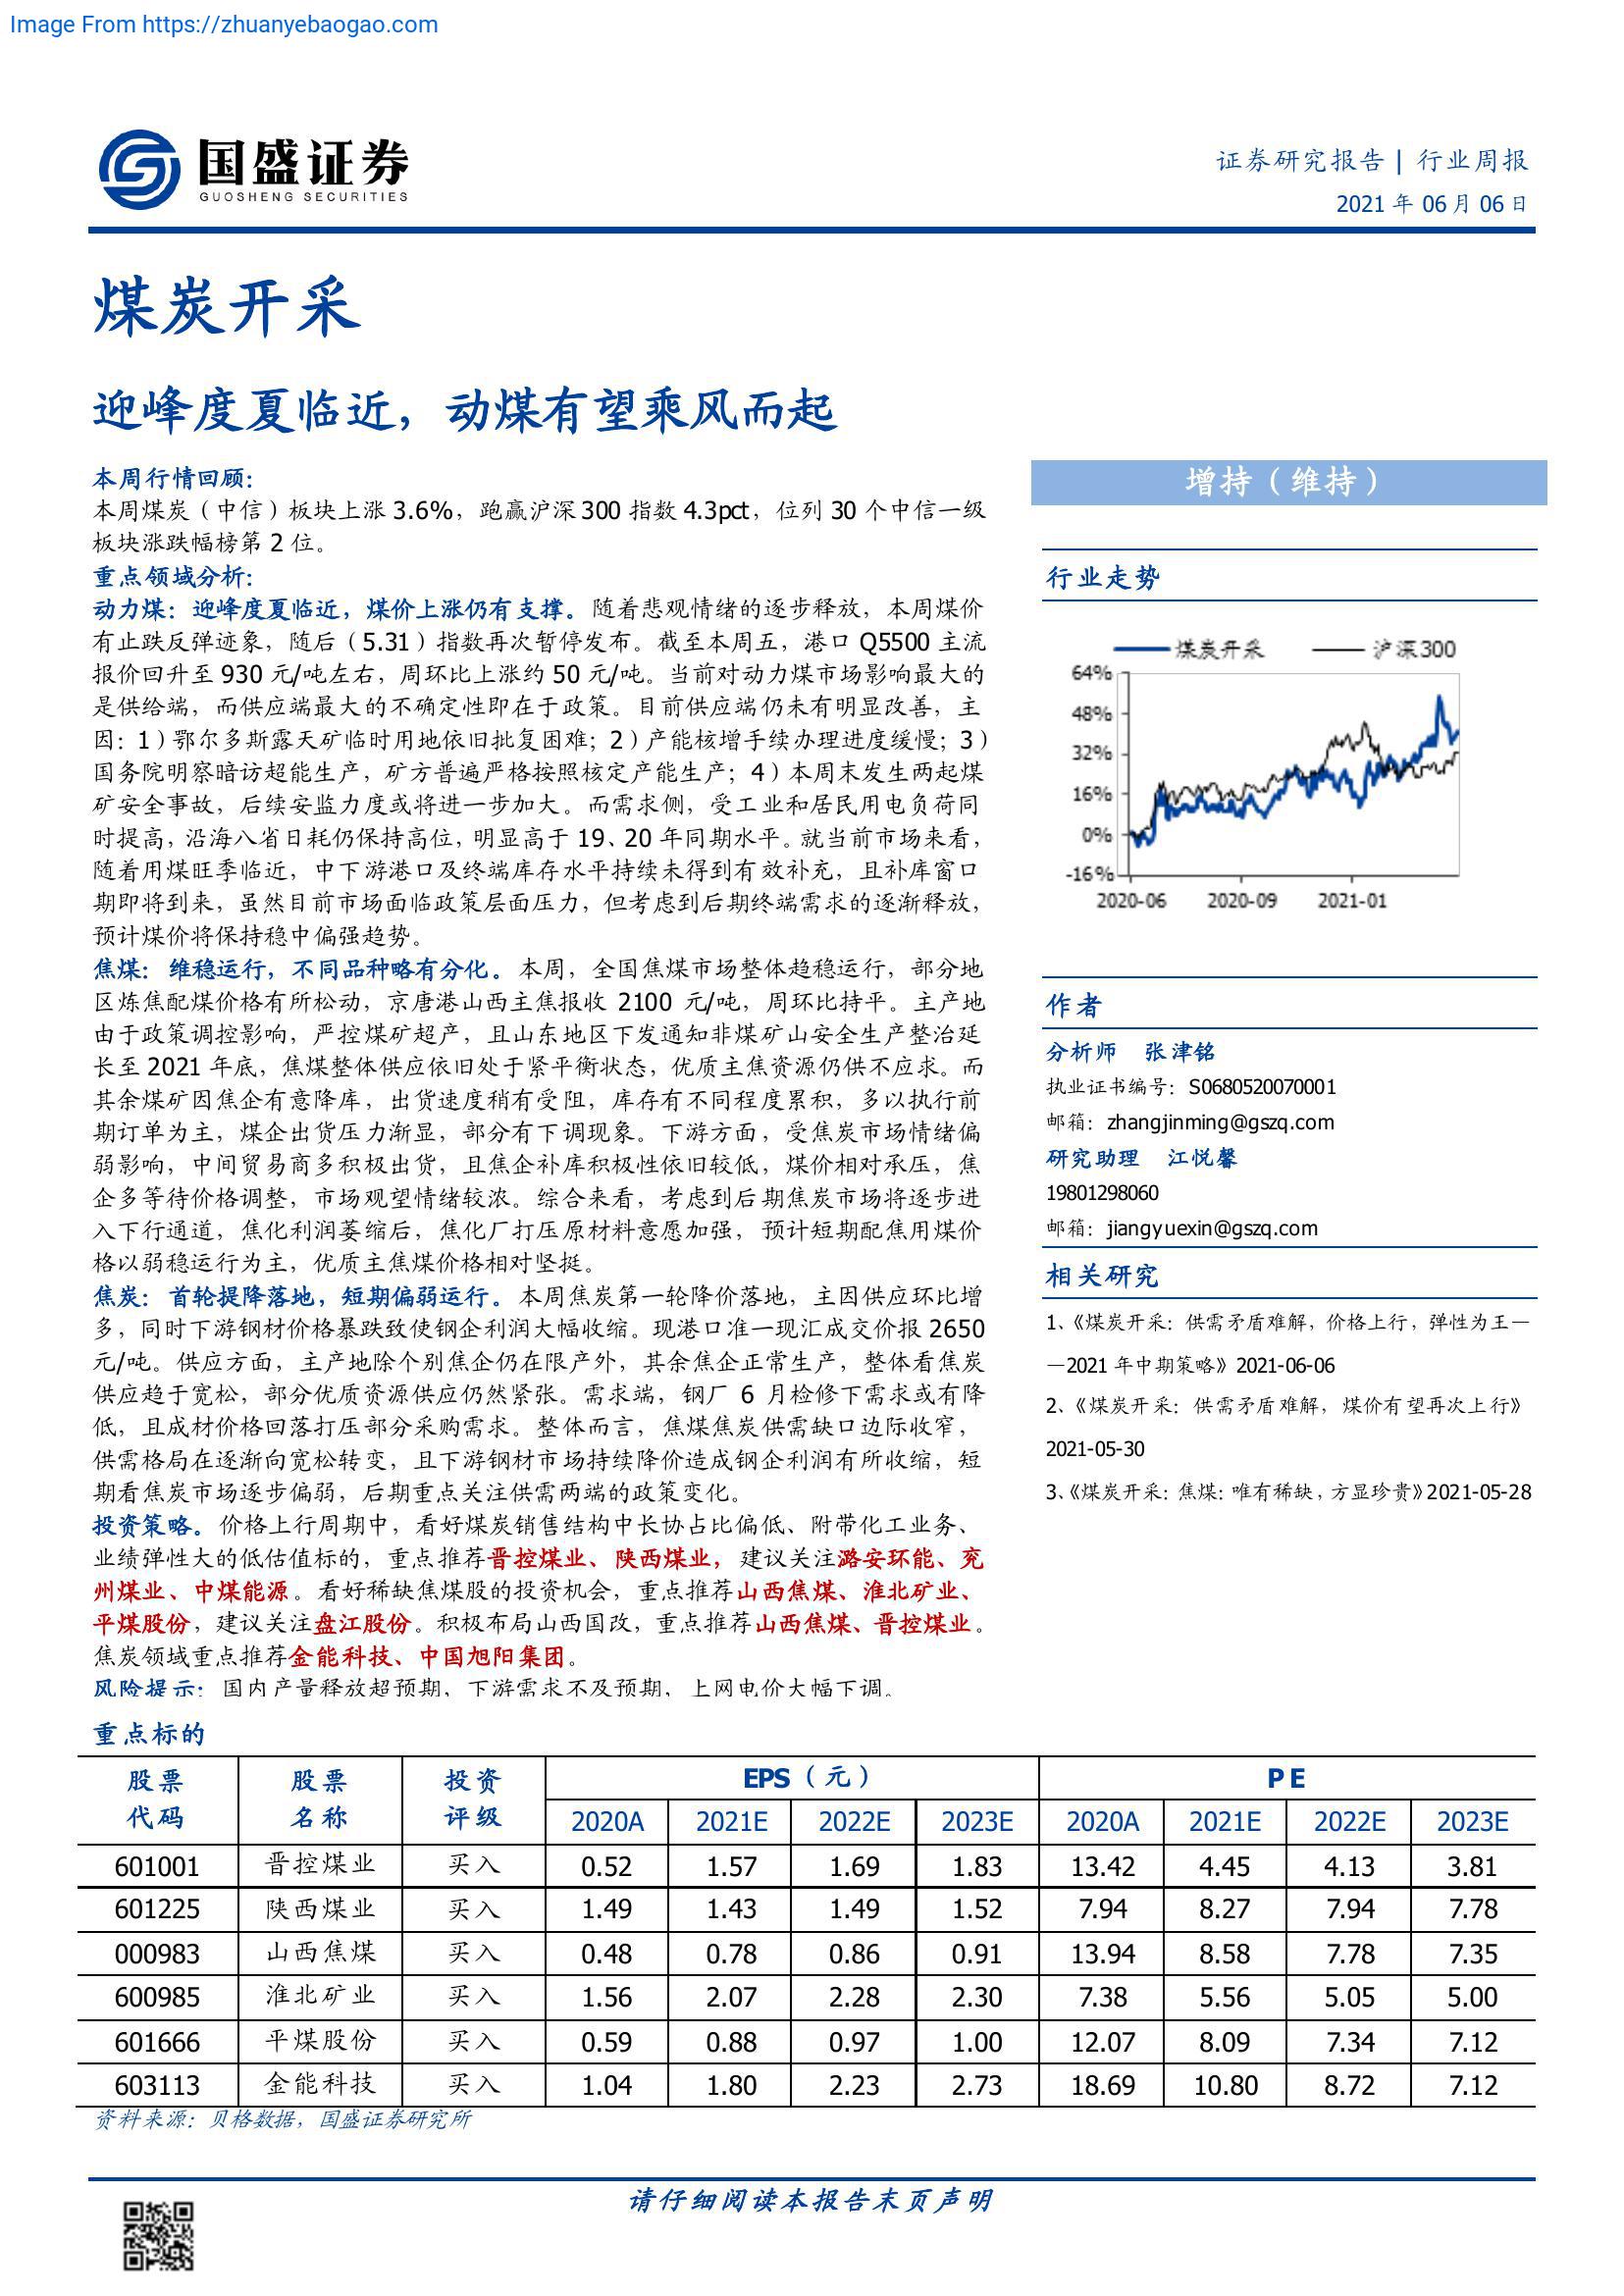 Image From https://zhuanyebaogao.com
国盛证券
GUOSHENG SECURITIES
证券研究报告 | 行业周报
2021 年 06 月 06 日
煤炭开采
迎峰度夏临近，动煤有望乘风而起
本周行情回顾：
本周煤炭（中信）板块上涨 3.6%，跑赢沪深 300 指数 4.3pct，位列 30 个中信一级
板块涨跌幅榜第 2 位。
重点领域分析：
动力煤：迎峰度夏临近，煤价上涨仍有支撑。随着悲观情绪的逐步释放，本周煤价
有止跌反弹迹象，随后（5.31）指数再次暂停发布。截至本周五，港口 Q5500 主流
报价回升至 930 元/吨左右，周环比上涨约 50 元/吨。当前对动力煤市场影响最大的
是供给端，而供应端最大的不确定性即在于政策。目前供应端仍未有明显改善，主
因：1）鄂尔多斯露天矿临时用地依旧批复困难；2）产能核增手续办理进度缓慢；3）
国务院明察暗访超能生产，矿方普遍严格按照核定产能生产；4）本周末发生两起煤
矿安全事故，后续安监力度或将进一步加大。而需求侧，受工业和居民用电负荷同
时提高，沿海八省日耗仍保持高位，明显高于 19、20 年同期水平。就当前市场来看，
随着用煤旺季临近，中下游港口及终端库存水平持续未得到有效补充，且补库窗口
期即将到来，虽然目前市场面临政策层面压力，但考虑到后期终端需求的逐渐释放，
预计煤价将保持稳中偏强趋势。
焦煤：维稳运行，不同品种略有分化。本周，全国焦煤市场整体趋稳运行，部分地
区炼焦配煤价格有所松动，京唐港山西主焦报收 2100 元/吨，周环比持平。主产地
由于政策调控影响，严控煤矿超产，且山东地区下发通知非煤矿山安全生产整治延
长至 2021 年底，焦煤整体供应依旧处于紧平衡状态，优质主焦资源仍供不应求。而
其余煤矿因焦企有意降库，出货速度稍有受阻，库存有不同程度累积，多以执行前
期订单为主，煤企出货压力渐显，部分有下调现象。下游方面，受焦炭市场情绪偏
弱影响，中间贸易商多积极出货，且焦企补库积极性依旧较低，煤价相对承压，焦
企多等待价格调整，市场观望情绪较浓。综合来看，考虑到后期焦炭市场将逐步进
入下行通道，焦化利润萎缩后，焦化厂打压原材料意愿加强，预计短期配焦用煤价
格以弱稳运行为主，优质主焦煤价格相对坚挺。
焦炭：首轮提降落地，短期偏弱运行。本周焦炭第一轮降价落地，主因供应环比增
多，同时下游钢材价格暴跌致使钢企利润大幅收缩。现港口准一现汇成交价报 2650
元/吨。供应方面，主产地除个别焦企仍在限产外，其余焦企正常生产，整体看焦炭
供应趋于宽松，部分优质资源供应仍然紧张。需求端，钢厂 6 月检修下需求或有降
低，且成材价格回落打压部分采购需求。整体而言，焦煤焦炭供需缺口边际收窄，
供需格局在逐渐向宽松转变，且下游钢材市场持续降价造成钢企利润有所收缩，短
期看焦炭市场逐步偏弱，后期重点关注供需两端的政策变化。
投资策略。价格上行周期中，看好煤炭销售结构中长协占比偏低、附带化工业务、
业绩弹性大的低估值标的，重点推荐晋控煤业、陕西煤业，建议关注潞安环能、兖
州煤业、中煤能源。看好稀缺焦煤股的投资机会，重点推荐山西焦煤、淮北矿业、
平煤股份，建议关注盘江股份。积极布局山西国改，重点推荐山西焦煤、晋控煤业。
焦炭领域重点推荐金能科技、中国旭阳集团。
风险提示：国内产量释放超预期，下游需求不及预期，上网电价大幅下调。
增持（维持）
行业走势
煤炭开采 沪深300
64%
48%
32%
16%
0%
-16%
2020-06 2020-09 2021-01
作者
分析师 张津铭
执业证书编号：S0680520070001
邮箱：zhangjinming@gszq.com
研究助理 江悦馨
19801298060
邮箱：jiangyuexin@gszq.com
相关研究
1、《煤炭开采：供需矛盾难解，价格上行，弹性为王—
—2021 年中期策略》2021-06-06
2、《煤炭开采：供需矛盾难解，煤价有望再次上行》
2021-05-30
3、《煤炭开采：焦煤：唯有稀缺，方显珍贵》2021-05-28
重点标的
股票 股票 投资 EPS（元） P E
代码 名称 评级 2020A 2021E 2022E 2023E 2020A 2021E 2022E 2023E
601001 晋控煤业 买入 0.52 1.57 1.69 1.83 13.42 4.45 4.13 3.81
601225 陕西煤业 买入 1.49 1.43 1.49 1.52 7.94 8.27 7.94 7.78
000983 山西焦煤 买入 0.48 0.78 0.86 0.91 13.94 8.58 7.78 7.35
600985 淮北矿业 买入 1.56 2.07 2.28 2.30 7.38 5.56 5.05 5.00
601666 平煤股份 买入 0.59 0.88 0.97 1.00 12.07 8.09 7.34 7.12
603113 金能科技 买入 1.04 1.80 2.23 2.73 18.69 10.80 8.72 7.12
资料来源：贝格数据，国盛证券研究所
请仔细阅读本报告末页声明